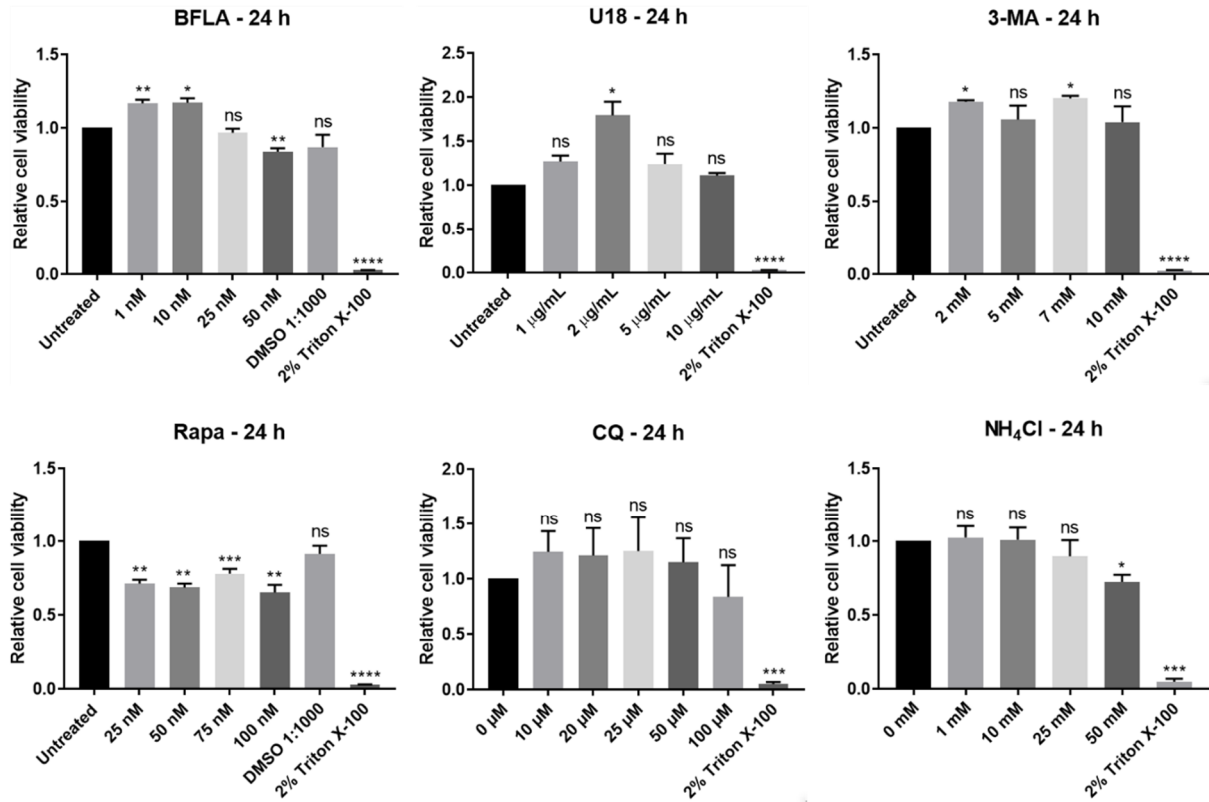 BFLA - 24 h
Relative cell viability
1.5
1.0
0.5
0.0
** * ns ** ns ****
Untreated
1 nM
10 nM
25 nM
50 nM
DMSO 1:1000
2% Triton X-100
U18 - 24 h
Relative cell viability
2.5
2.0
1.5
1.0
0.5
0.0
ns * ns ns ****
Untreated
1 µg/mL
2 µg/mL
5 µg/mL
10 µg/mL
2% Triton X-100
3-MA - 24 h
Relative cell viability
1.5
1.0
0.5
0.0
* ns * ns ****
Untreated
2 mM
5 mM
7 mM
10 mM
2% Triton X-100
Rapa - 24 h
Relative cell viability
1.5
1.0
0.5
0.0
** ** *** ** ns ****
Untreated
25 nM
50 nM
75 nM
100 nM
DMSO 1:1000
2% Triton X-100
CQ - 24 h
Relative cell viability
2.0
1.5
1.0
0.5
0.0
ns ns ns ns ns ***
0 µM
10 µM
20 µM
25 µM
50 µM
100 µM
2% Triton X-100
NH₄Cl - 24 h
Relative cell viability
1.5
1.0
0.5
0.0
ns ns ns * ***
0 mM
1 mM
10 mM
25 mM
50 mM
2% Triton X-100